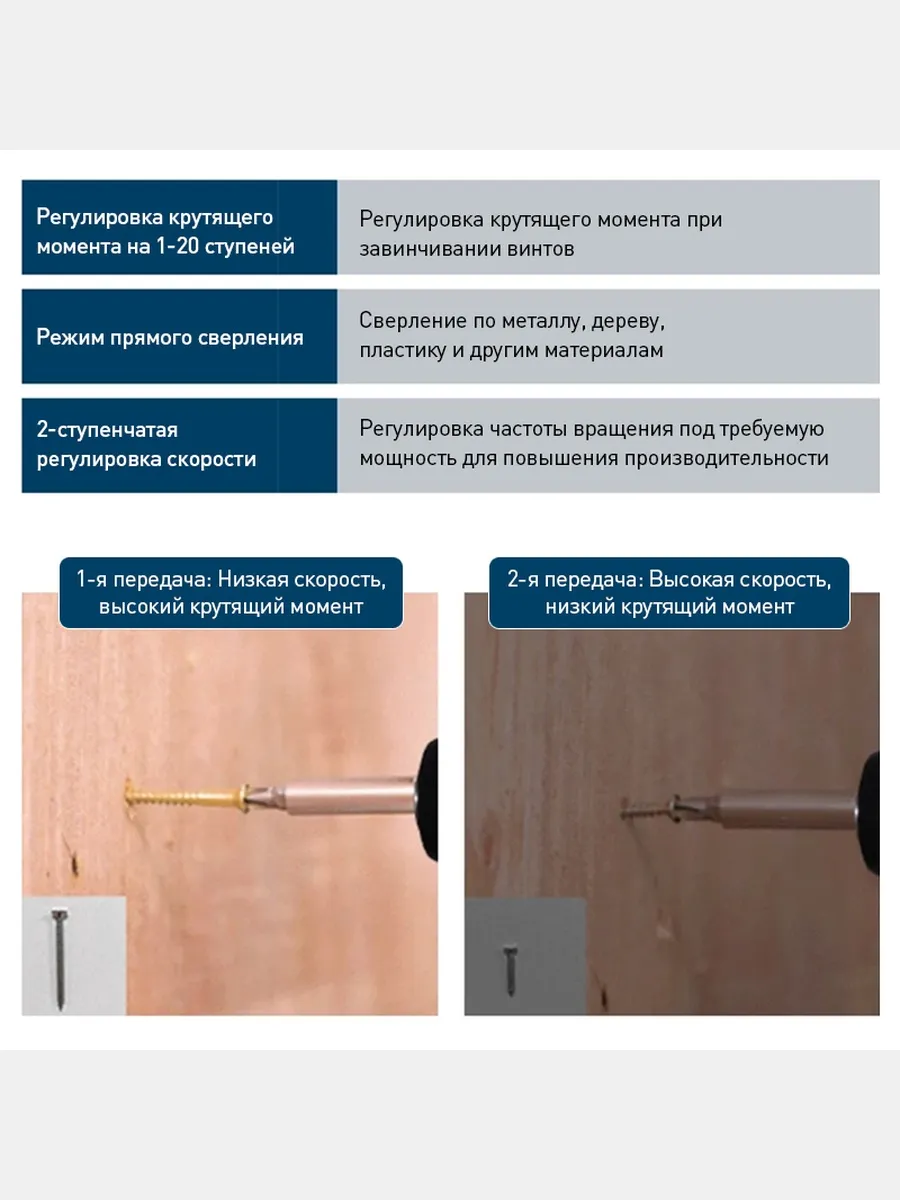 Регулировка крутящего
момента на 1-20 ступеней
Регулировка крутящего момента при
завинчивании винтов
Режим прямого сверления
Сверление по металлу, дереву,
пластику и другим материалам
2-ступенчатая
регулировка скорости
Регулировка частоты вращения под требуемую
мощность для повышения производительности
1-я передача: Низкая скорость,
высокий крутящий момент
2-я передача: Высокая скорость,
низкий крутящий момент